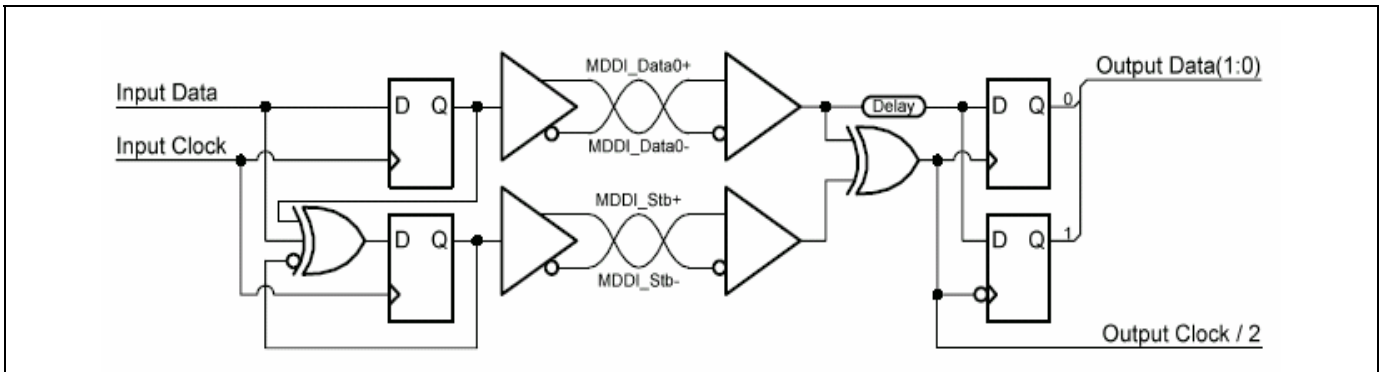 Input Data
Input Clock
D Q
D Q
MDDI_Data0+
MDDI_Data0-
MDDI_Stb+
MDDI_Stb-
Delay
D Q
0
D Q
1
Output Data(1:0)
Output Clock / 2